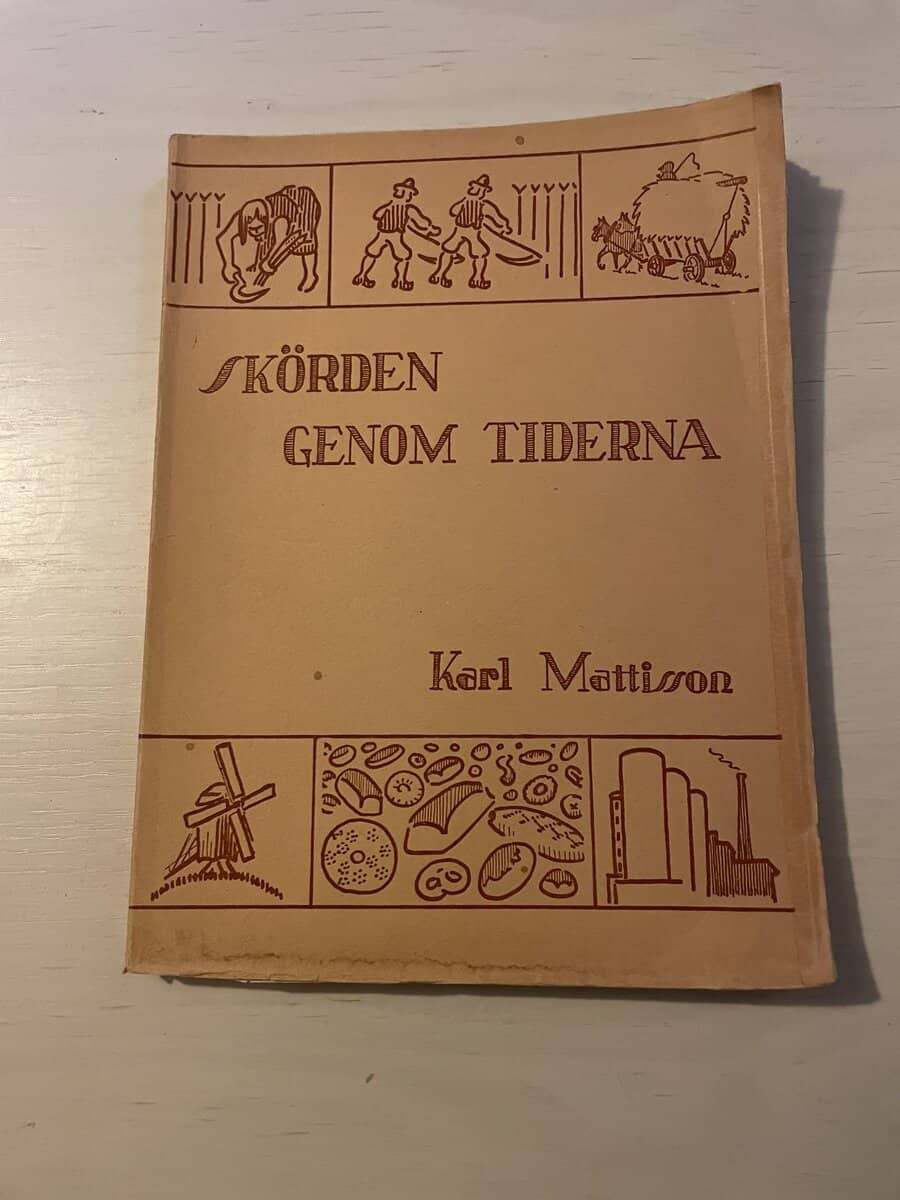 SKÖRDEN
GENOM TIDERNA
Karl Mattisson